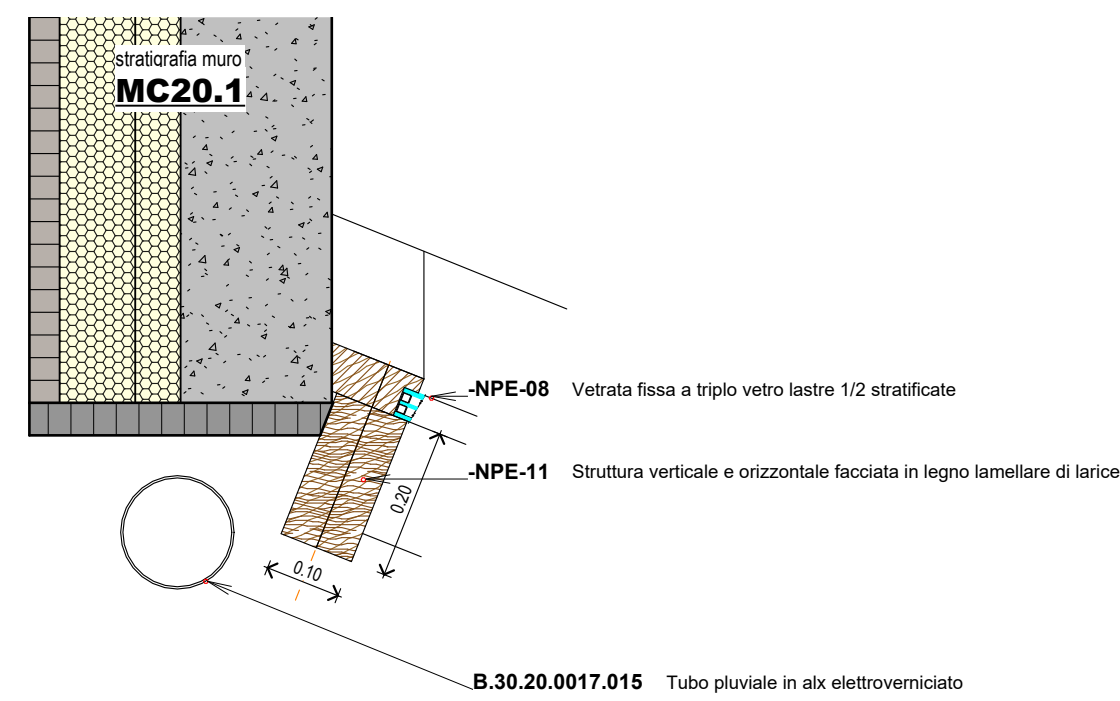 stratigrafia muro
MC20.1
-NPE-08 Vetrata fissa a triplo vetro lastre 1/2 stratificate
-NPE-11 Struttura verticale e orizzontale facciata in legno lamellare di larice
0.20
0.10
B.30.20.0017.015 Tubo pluviale in alx elettroverniciato